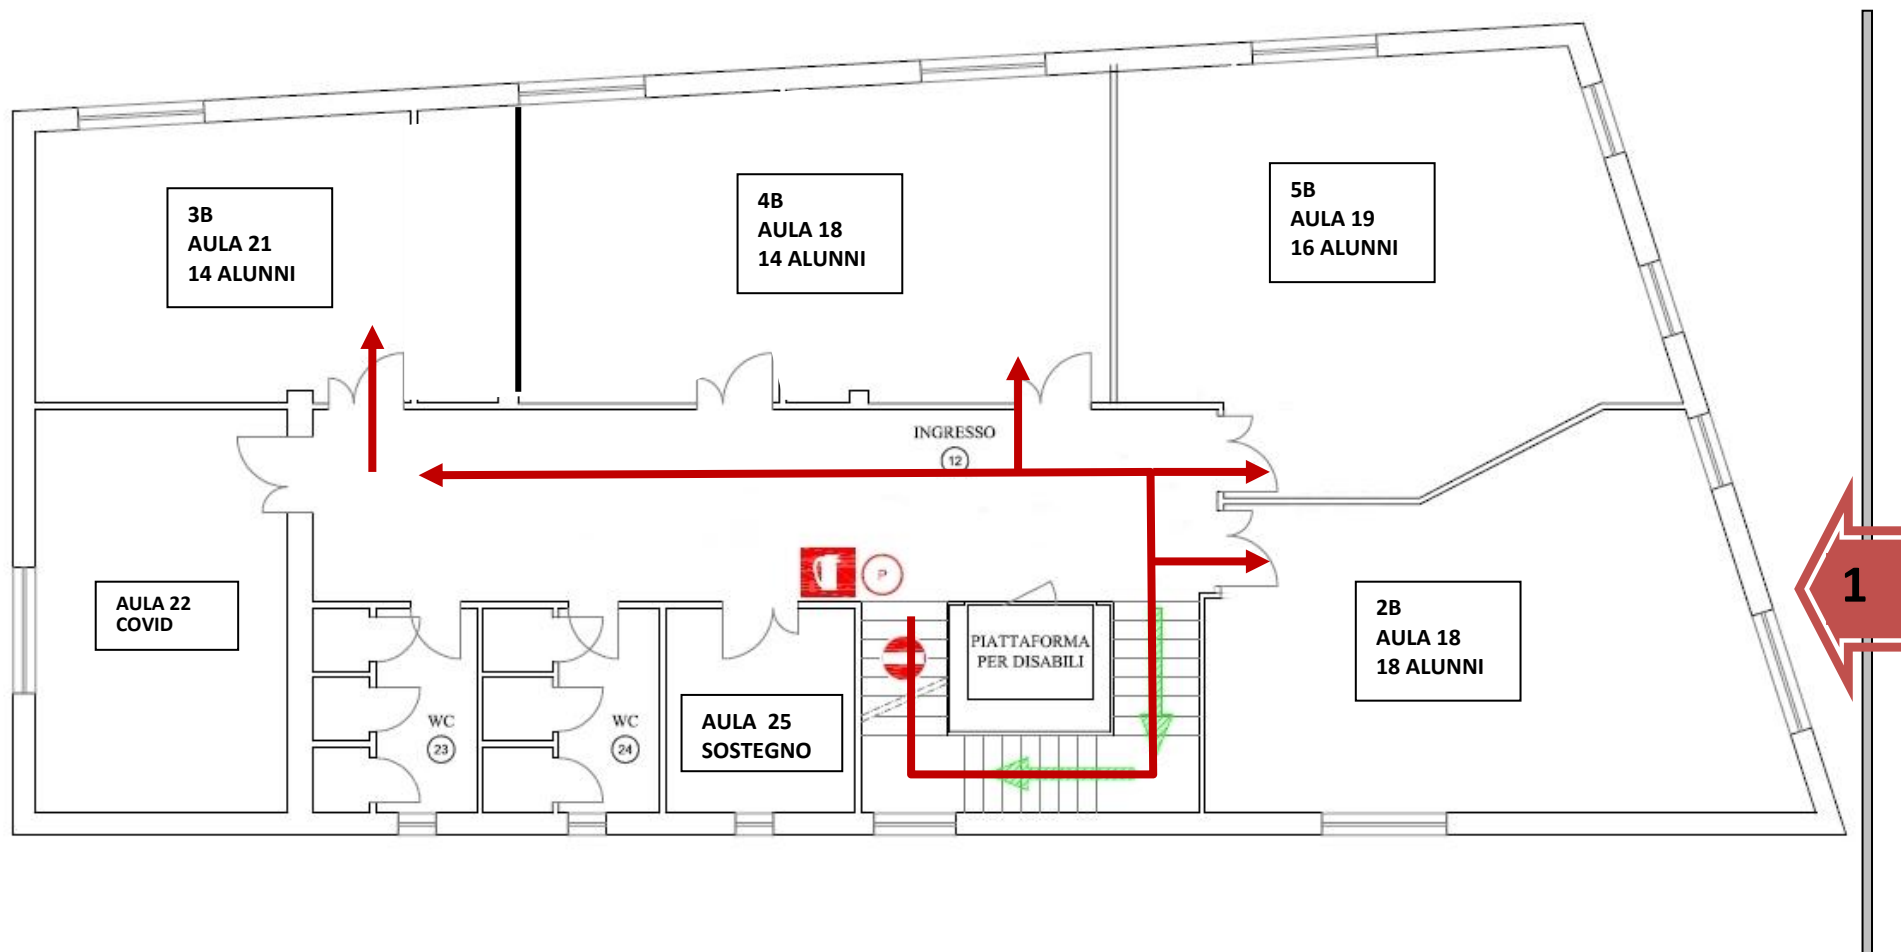 3B
AULA 21
14 ALUNNI
4B
AULA 18
14 ALUNNI
5B
AULA 19
16 ALUNNI
INGRESSO
12
P
AULA 22
COVID
WC
23
WC
24
AULA 25
SOSTEGNO
PIATTAFORMA
PER DISABILI
2B
AULA 18
18 ALUNNI
1